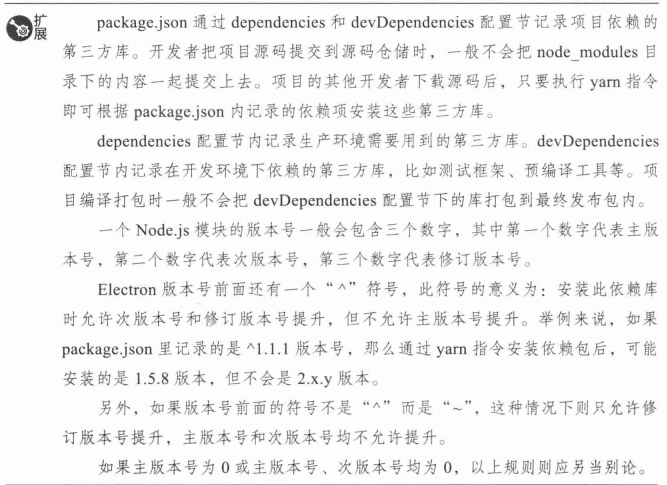 扩展
package.json 通过 dependencies 和 devDependencies 配置节记录项目依赖的
第三方库。开发者把项目源码提交到源码仓储时，一般不会把 node_modules 目
录下的内容一起提交上去。项目的其他开发者下载源码后，只要执行 yarn 指令
即可根据 package.json 内记录的依赖项安装这些第三方库。
dependencies 配置节内记录生产环境需要用到的第三方库。devDependencies
配置节内记录在开发环境下依赖的第三方库，比如测试框架、预编译工具等。项
目编译打包时一般不会把 devDependencies 配置节下的库打包到最终发布包内。
一个 Node.js 模块的版本号一般会包含三个数字，其中第一个数字代表主版
本号，第二个数字代表次版本号，第三个数字代表修订版本号。
Electron 版本号前面还有一个“^”符号，此符号的意义为：安装此依赖库
时允许次版本号和修订版本号提升，但不允许主版本号提升。举例来说，如果
package.json 里记录的是 ^1.1.1 版本号，那么通过 yarn 指令安装依赖包后，可能
安装的是 1.5.8 版本，但不会是 2.x.y 版本。
另外，如果版本号前面的符号不是“^”而是“~”，这种情况下则只允许修
订版本号提升，主版本号和次版本号均不允许提升。
如果主版本号为 0 或主版本号、次版本号均为 0，以上规则则应另当别论。